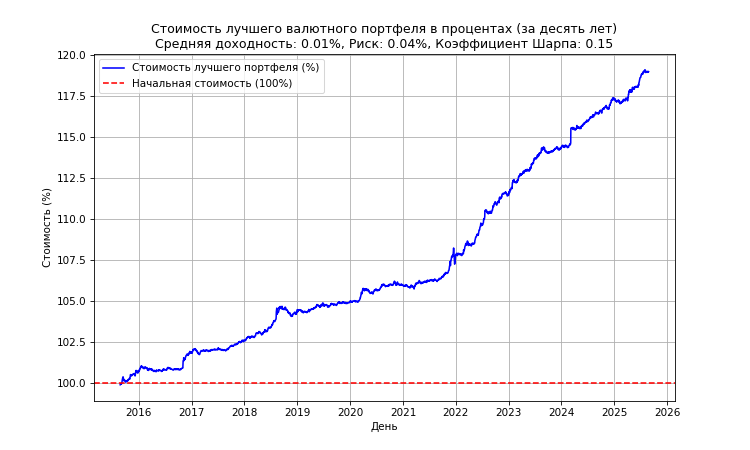 Стоимость лучшего валютного портфеля в процентах (за десять лет)
Средняя доходность: 0.01%, Риск: 0.04%, Коэффициент Шарпа: 0.15
Стоимость лучшего портфеля (%)
Начальная стоимость (100%)
Стоимость (%)
120.0
117.5
115.0
112.5
110.0
107.5
105.0
102.5
100.0
2016 2017 2018 2019 2020 2021 2022 2023 2024 2025 2026
День